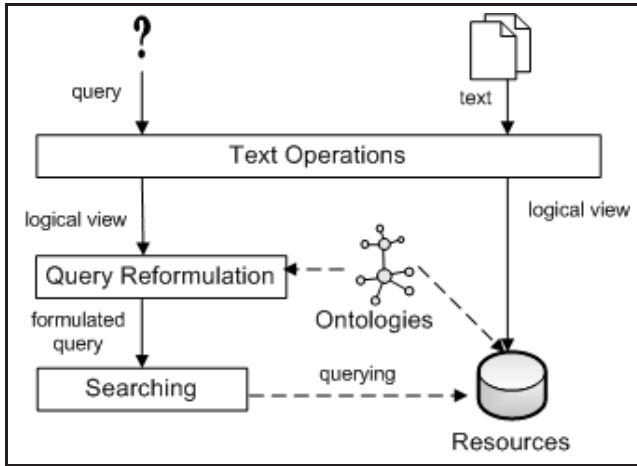 ?
query
text
Text Operations
logical view
logical view
Query Reformulation
Ontologies
formulated
query
querying
Searching
Resources